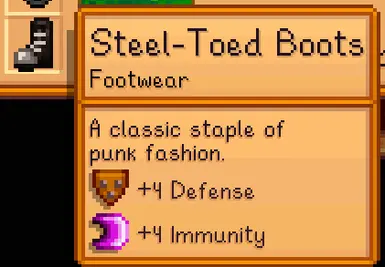 Steel-Toed Boots
Footwear
A classic staple of
punk fashion.
+4 Defense
+4 Immunity